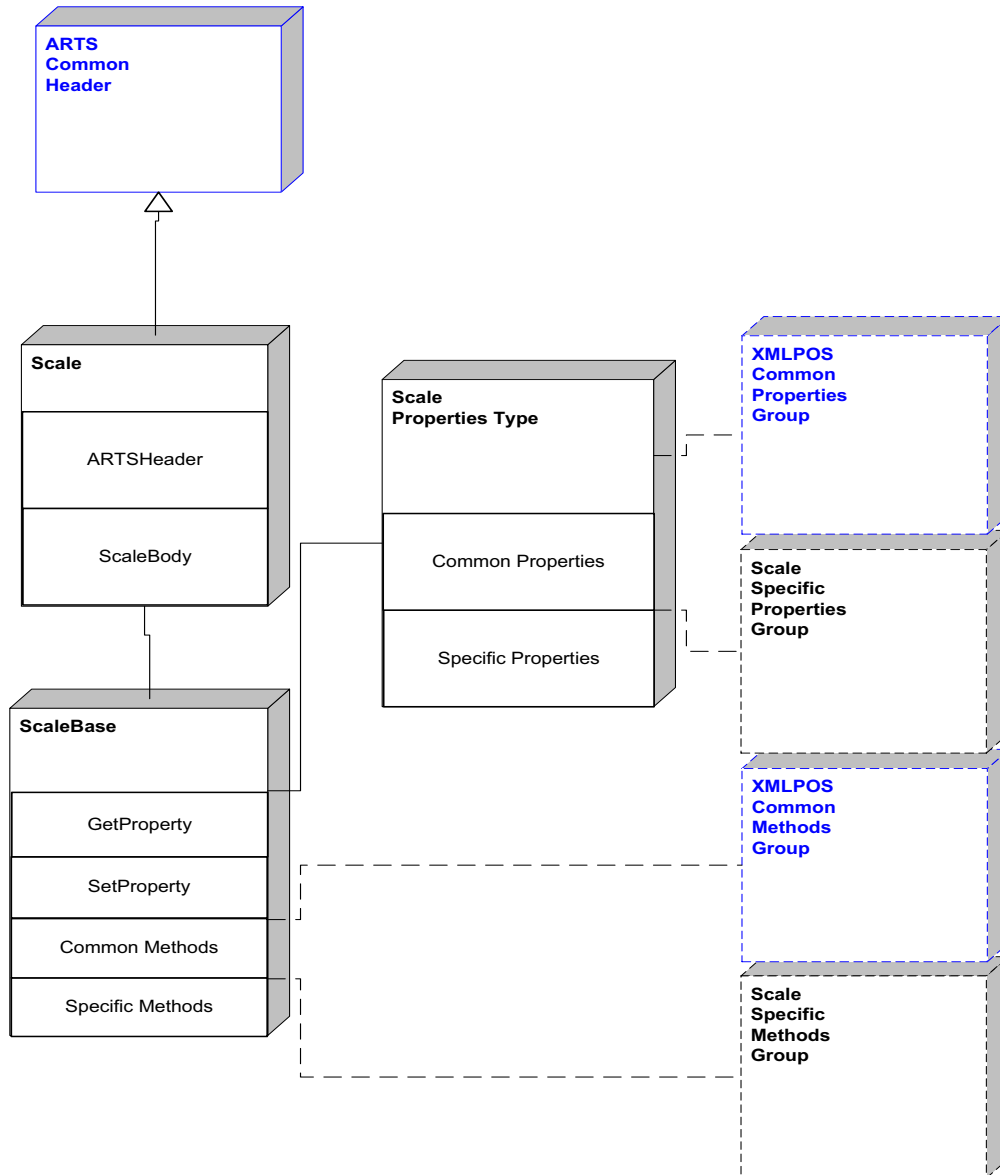 ARTS
Common
Header
Scale
ARTSHeader
ScaleBody
Scale
Properties Type
Common Properties
Specific Properties
XMLPOS
Common
Properties
Group
Scale
Specific
Properties
Group
ScaleBase
GetProperty
SetProperty
Common Methods
Specific Methods
XMLPOS
Common
Methods
Group
Scale
Specific
Methods
Group